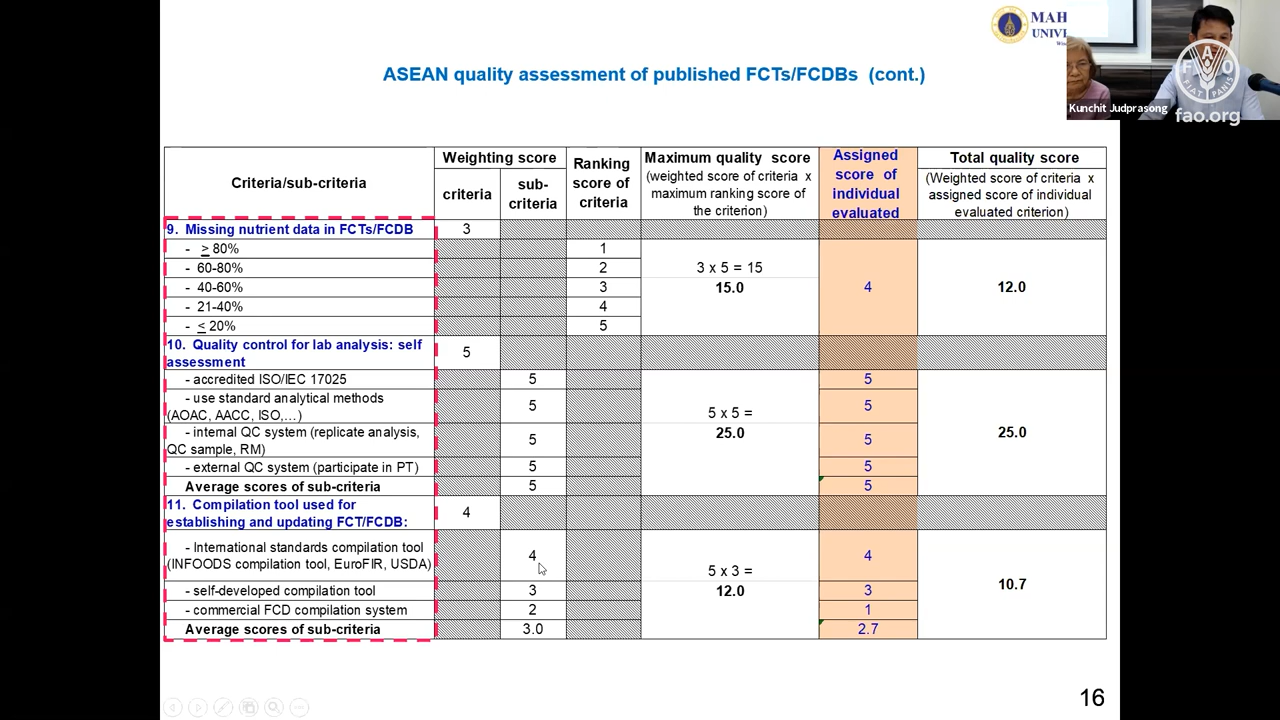 MAH
UNIVE
Kunchit Judprasong
FAO
FIAT PANIS
fao.org
ASEAN quality assessment of published FCTs/FCDBs (cont.)
Criteria/sub-criteria
Weighting score
criteria
sub-
criteria
Ranking
score of
criteria
Maximum quality score
(weighted score of criteria x
maximum ranking score of
the criterion)
Assigned
score of
individual
evaluated
Total quality score
(Weighted score of criteria x
assigned score of individual
evaluated criterion)
9. Missing nutrient data in FCTs/FCDB 3
- ≥ 80% 1
- 60-80% 2
- 40-60% 3
- 21-40% 4
- ≤ 20% 5
3 x 5 = 15
15.0
4
12.0
10. Quality control for lab analysis: self
assessment
5
- accredited ISO/IEC 17025 5 5
- use standard analytical methods
(AOAC, AACC, ISO,...)
5 5
- internal QC system (replicate analysis,
QC sample, RM)
5 5
- external QC system (participate in PT) 5 5
Average scores of sub-criteria 5 5
5 x 5 =
25.0
25.0
11. Compilation tool used for
establishing and updating FCT/FCDB:
4
- International standards compilation tool
(INFOODS compilation tool, EuroFIR, USDA)
4 4
- self-developed compilation tool 3 3
- commercial FCD compilation system 2 1
Average scores of sub-criteria 3.0 2.7
5 x 3 =
12.0
10.7
16